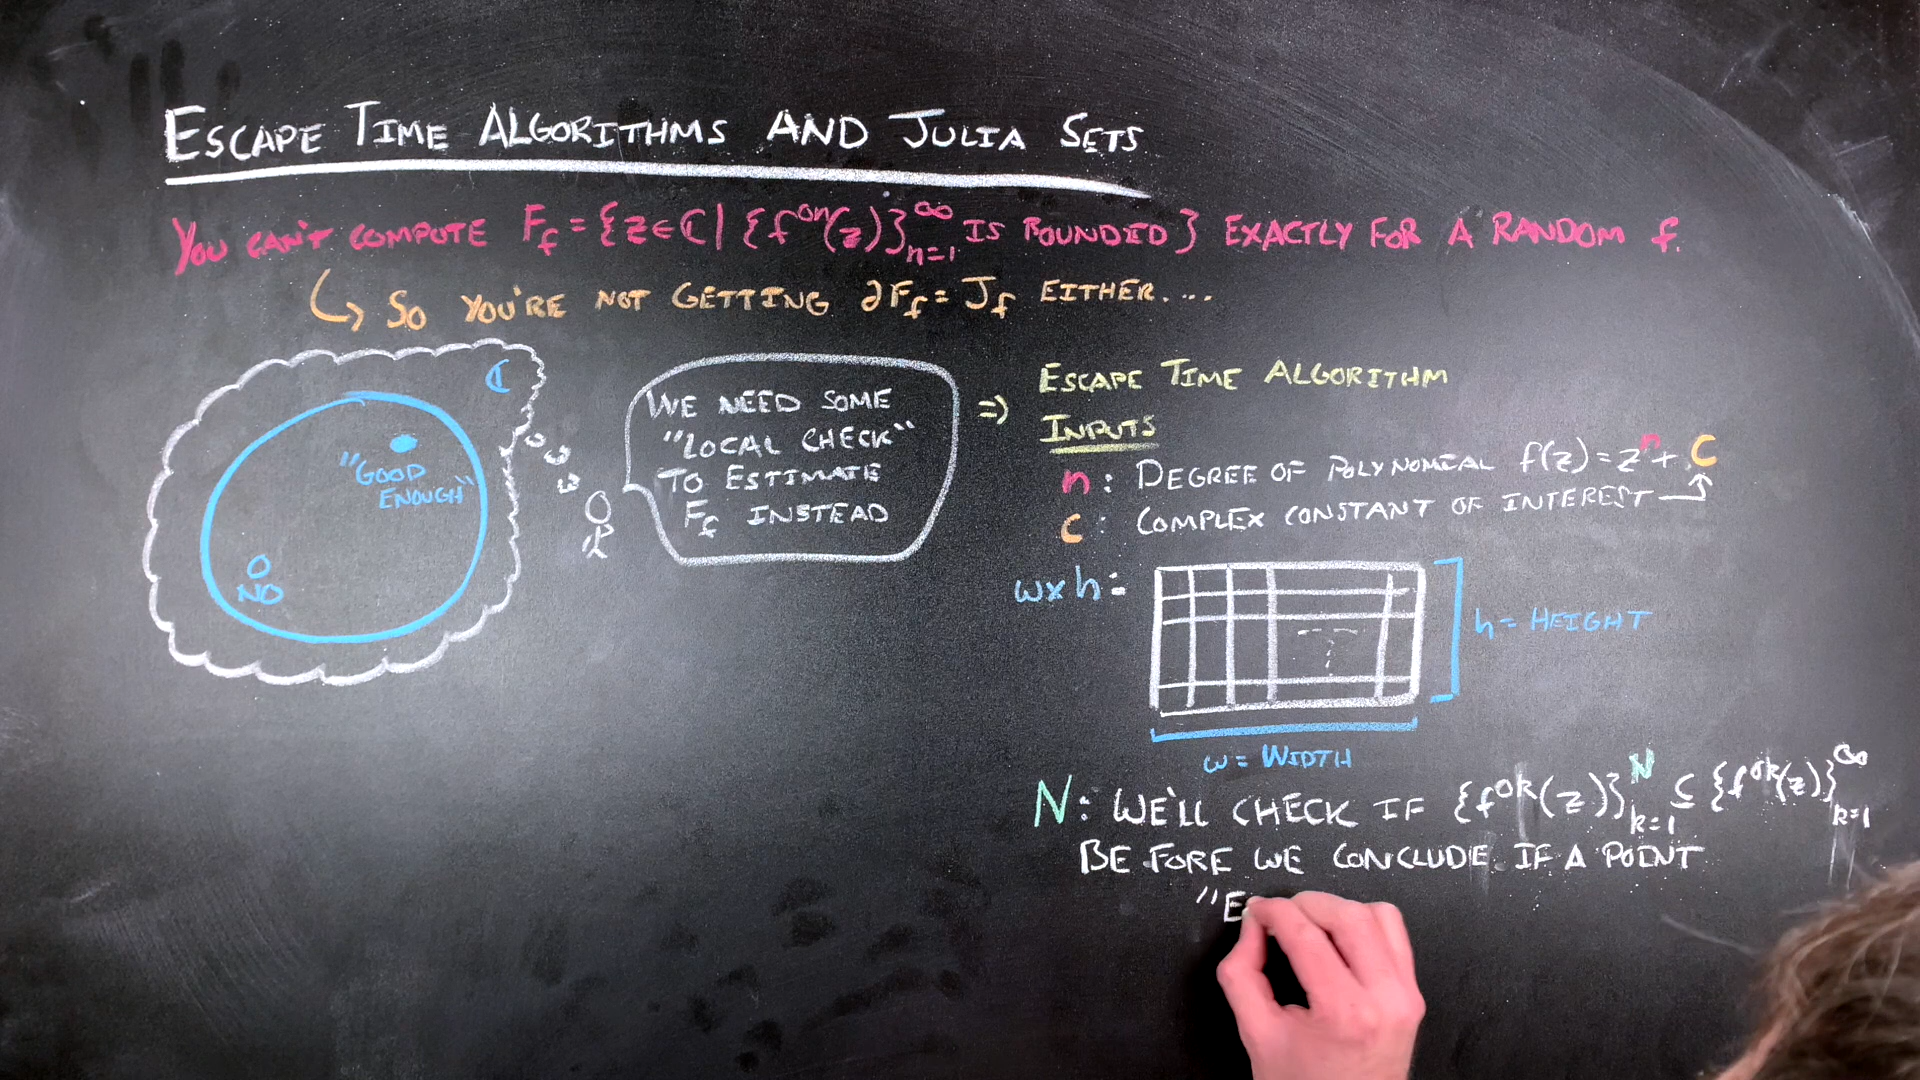 ESCAPE TIME ALGORITHMS AND JULIA SETS
YOU CAN'T COMPUTE F_f = {z ∈ ℂ | {f^{on}(z)}_{n=1}^∞ IS BOUNDED} EXACTLY FOR A RANDOM f.
↳ SO YOU'RE NOT GETTING ∂F_f = J_f EITHER....
ℂ
"GOOD
ENOUGH"
NO
WE NEED SOME
"LOCAL CHECK"
TO ESTIMATE
F_f INSTEAD
⇒ ESCAPE TIME ALGORITHM
INPUTS
n: DEGREE OF POLYNOMIAL f(z) = z^n + C
C: COMPLEX CONSTANT OF INTEREST
w x h:
h = HEIGHT
w = WIDTH
N: WE'LL CHECK IF {f^{ok}(z)}_{k=1}^N ⊆ {f^{ok}(z)}_{k=1}^∞
BEFORE WE CONCLUDE IF A POINT
"E